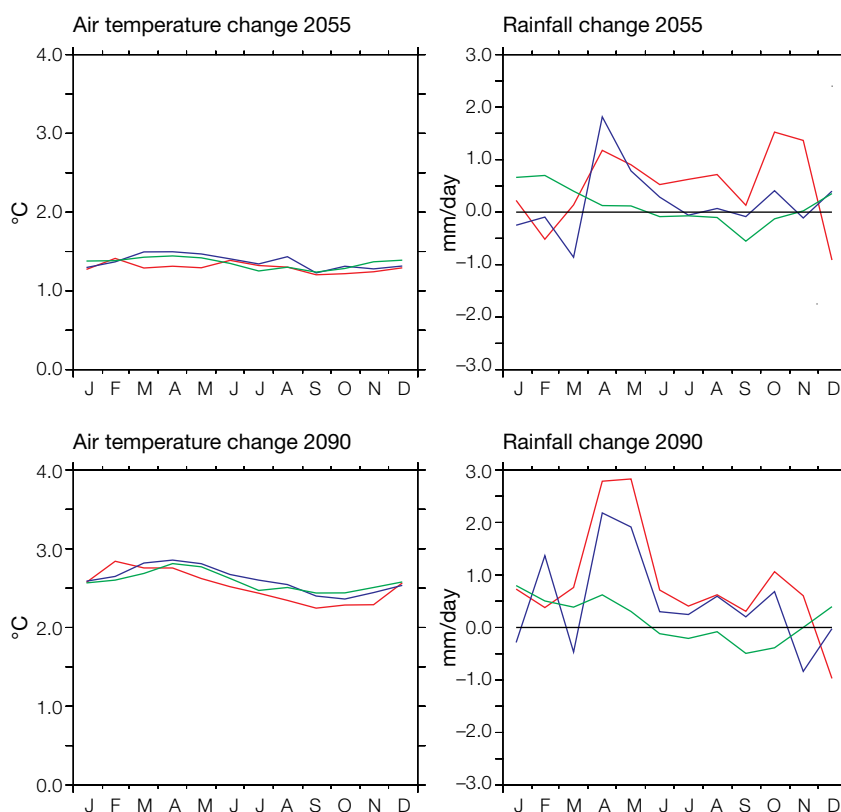 Air temperature change 2055
4.0
3.0
2.0
1.0
0.0
°C
J F M A M J J A S O N D
Rainfall change 2055
3.0
2.0
1.0
0.0
–1.0
–2.0
–3.0
mm/day
J F M A M J J A S O N D
Air temperature change 2090
4.0
3.0
2.0
1.0
0.0
°C
J F M A M J J A S O N D
Rainfall change 2090
3.0
2.0
1.0
0.0
–1.0
–2.0
–3.0
mm/day
J F M A M J J A S O N D